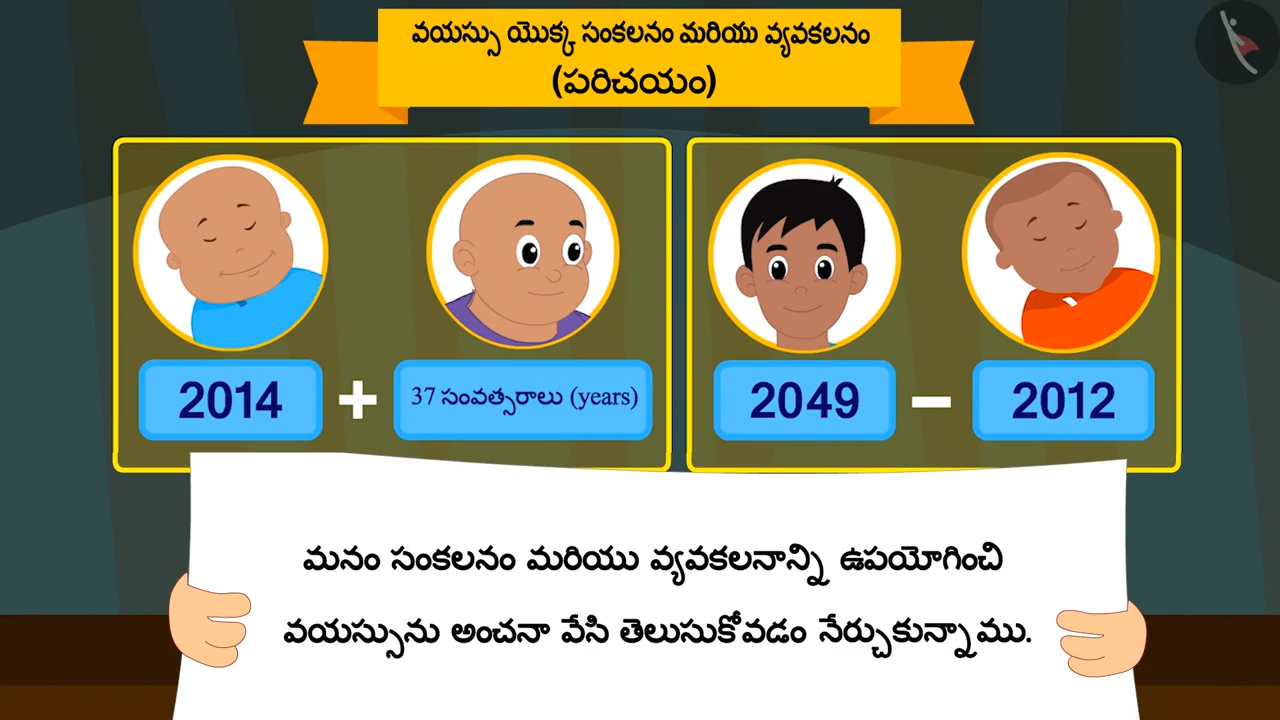 వయస్సు యొక్క సంకలనం మరియు వ్యవకలనం
(పరిచయం)
2014 + 37 సంవత్సరాలు (years)
2049 − 2012
మనం సంకలనం మరియు వ్యవకలనాన్ని ఉపయోగించి
వయస్సును అంచనా వేసి తెలుసుకోవడం నేర్చుకున్నాము.